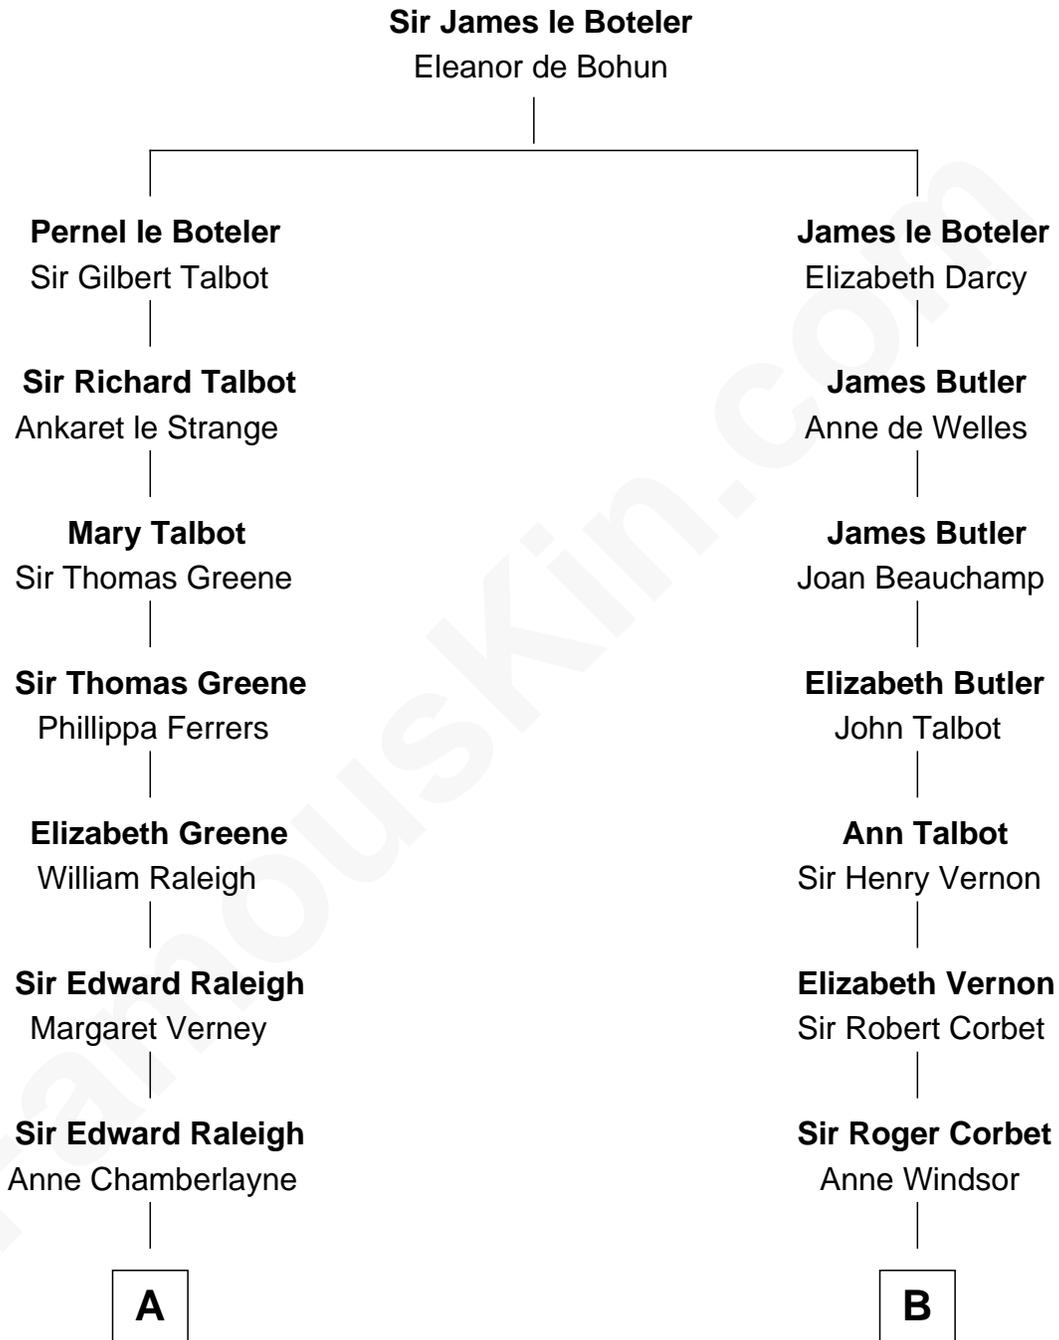 Sir James le Boteler
Eleanor de Bohun
Pernel le Boteler
Sir Gilbert Talbot
James le Boteler
Elizabeth Darcy
Sir Richard Talbot
Ankaret le Strange
James Butler
Anne de Welles
Mary Talbot
Sir Thomas Greene
James Butler
Joan Beauchamp
Sir Thomas Greene
Phillippa Ferrers
Elizabeth Butler
John Talbot
Elizabeth Greene
William Raleigh
Ann Talbot
Sir Henry Vernon
Sir Edward Raleigh
Margaret Verney
Elizabeth Vernon
Sir Robert Corbet
Sir Edward Raleigh
Anne Chamberlayne
Sir Roger Corbet
Anne Windsor
A
B
FamousKin.com